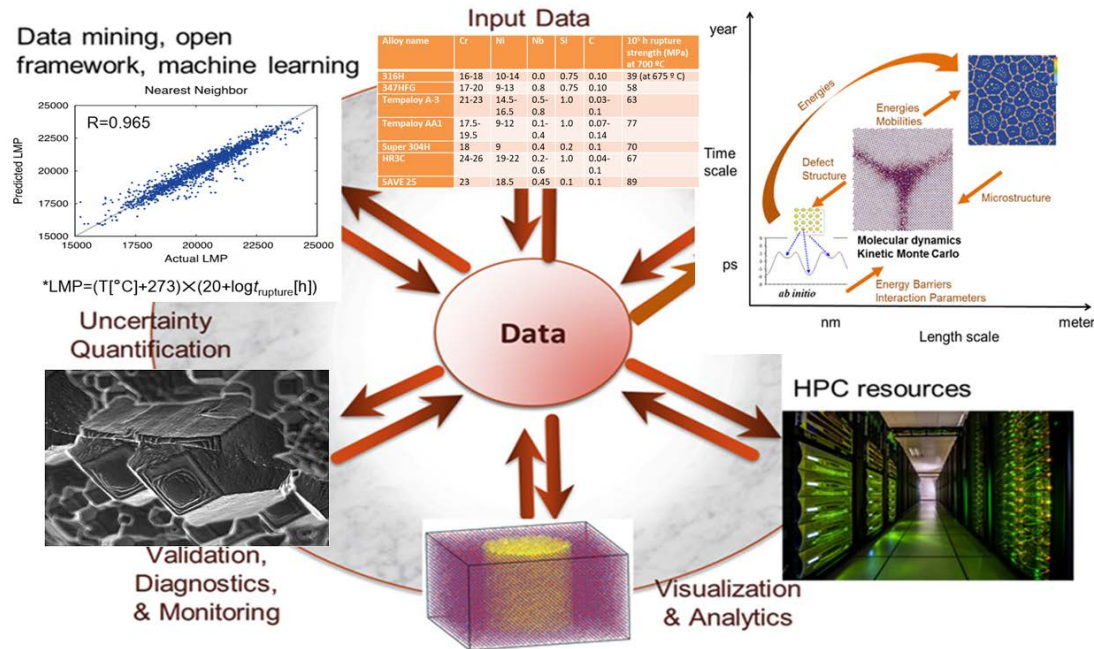 Input Data
Data mining, open
framework, machine learning
Nearest Neighbor
R=0.965
Predicted LMP
25000
22500
20000
17500
15000
15000 17500 20000 22500 25000
Actual LMP
*LMP=(T[°C]+273)×(20+logt_rupture[h])
Alloy name Cr Ni Nb Si C 10⁵ h rupture
strength (MPa)
at 700 ºC
316H 16-18 10-14 0.0 0.75 0.10 39 (at 675 º C)
347HFG 17-20 9-13 0.8 0.75 0.10 58
Tempaloy A-3 21-23 14.5-16.5 0.5-0.8 1.0 0.03-0.1 63
Tempaloy AA1 17.5-19.5 9-12 0.1-0.4 1.0 0.07-0.14 77
Super 304H 18 9 0.4 0.2 0.1 70
HR3C 24-26 19-22 0.2-0.6 1.0 0.04-0.1 67
SAVE 25 23 18.5 0.45 0.1 0.1 89
year
Time
scale
ps
Energies
Energies
Mobilities
Defect
Structure
Microstructure
Molecular dynamics
Kinetic Monte Carlo
ab initio
Energy Barriers
Interaction Parameters
nm
meter
Length scale
Data
Uncertainty
Quantification
HPC resources
Validation,
Diagnostics,
& Monitoring
Visualization
& Analytics